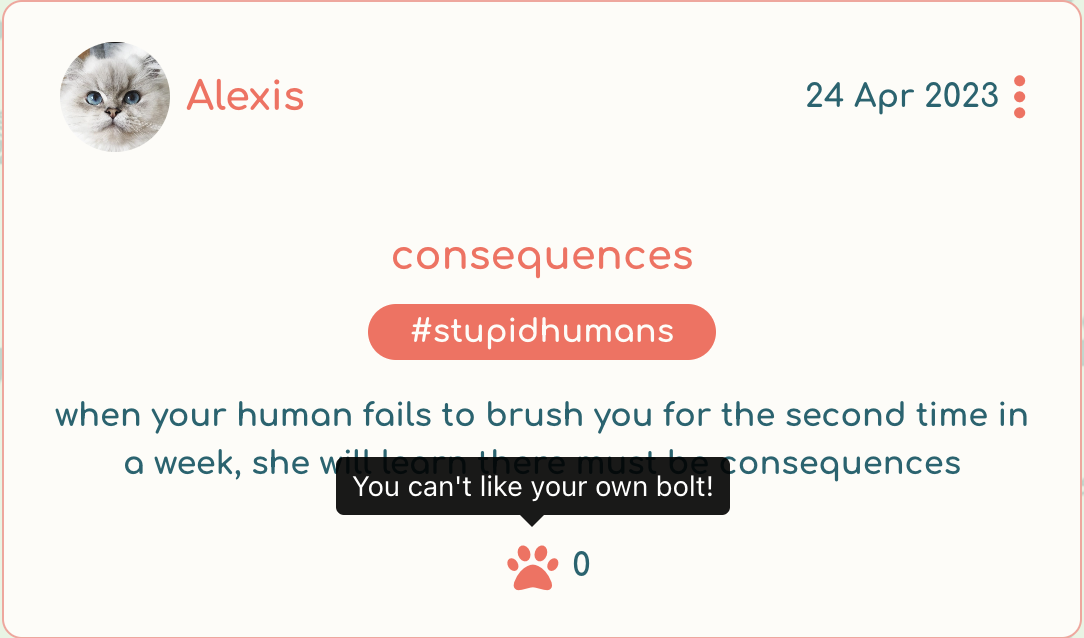 Alexis
24 Apr 2023
consequences
#stupidhumans
when your human fails to brush you for the second time in
a week, she will learn there must be consequences
You can't like your own bolt!
0